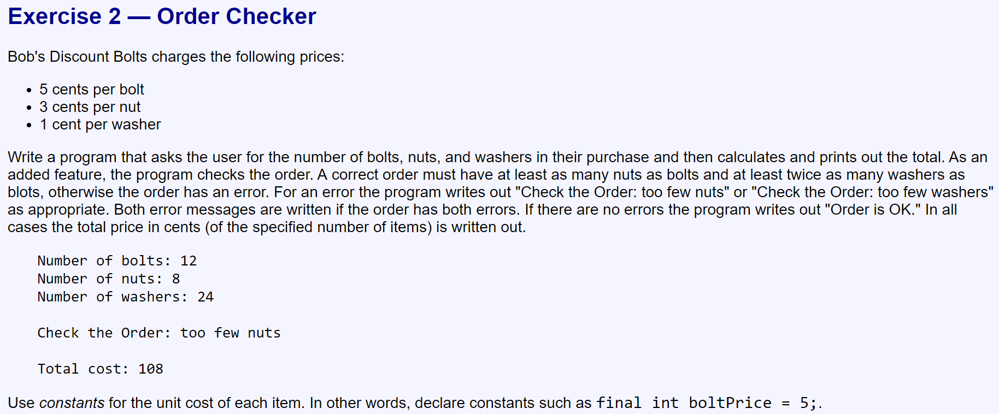 Exercise 2 — Order Checker
Bob's Discount Bolts charges the following prices:
• 5 cents per bolt
• 3 cents per nut
• 1 cent per washer
Write a program that asks the user for the number of bolts, nuts, and washers in their purchase and then calculates and prints out the total. As an
added feature, the program checks the order. A correct order must have at least as many nuts as bolts and at least twice as many washers as
blots, otherwise the order has an error. For an error the program writes out "Check the Order: too few nuts" or "Check the Order: too few washers"
as appropriate. Both error messages are written if the order has both errors. If there are no errors the program writes out "Order is OK." In all
cases the total price in cents (of the specified number of items) is written out.
Number of bolts: 12
Number of nuts: 8
Number of washers: 24
Check the Order: too few nuts
Total cost: 108
Use constants for the unit cost of each item. In other words, declare constants such as final int boltPrice = 5;.